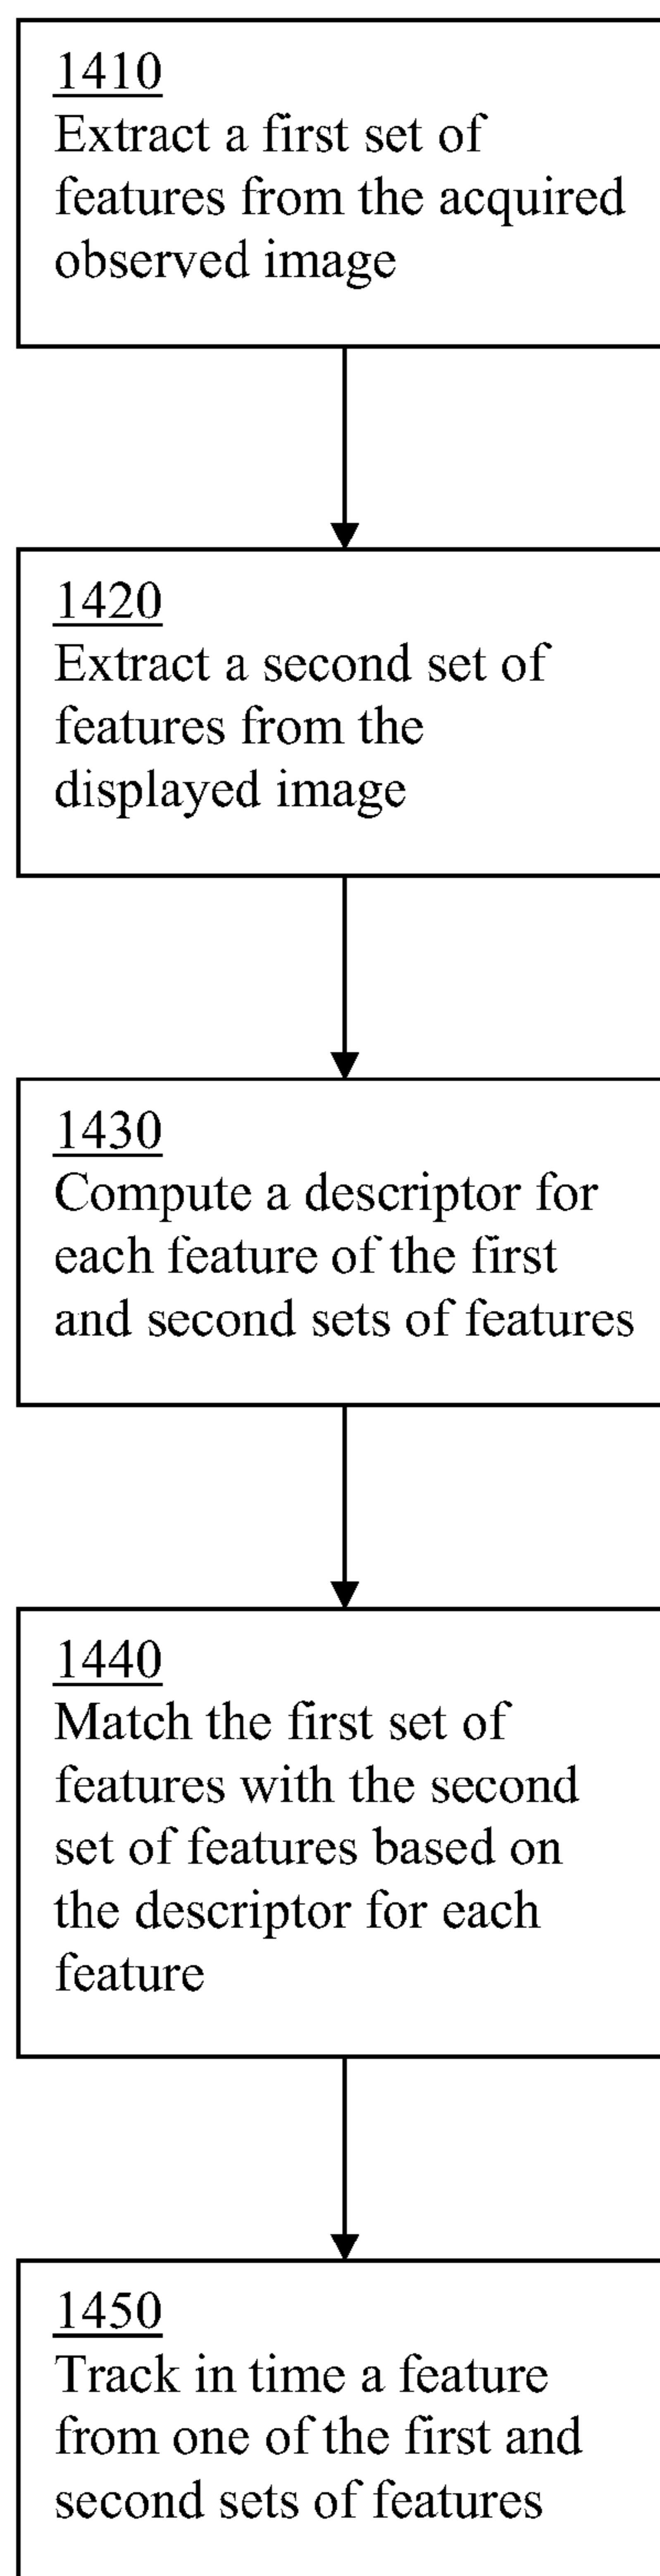 1410
Extract a first set of
features from the acquired
observed image
1420
Extract a second set of
features from the
displayed image
1430
Compute a descriptor for
each feature of the first
and second sets of features
1440
Match the first set of
features with the second
set of features based on
the descriptor for each
feature
1450
Track in time a feature
from one of the first and
second sets of features